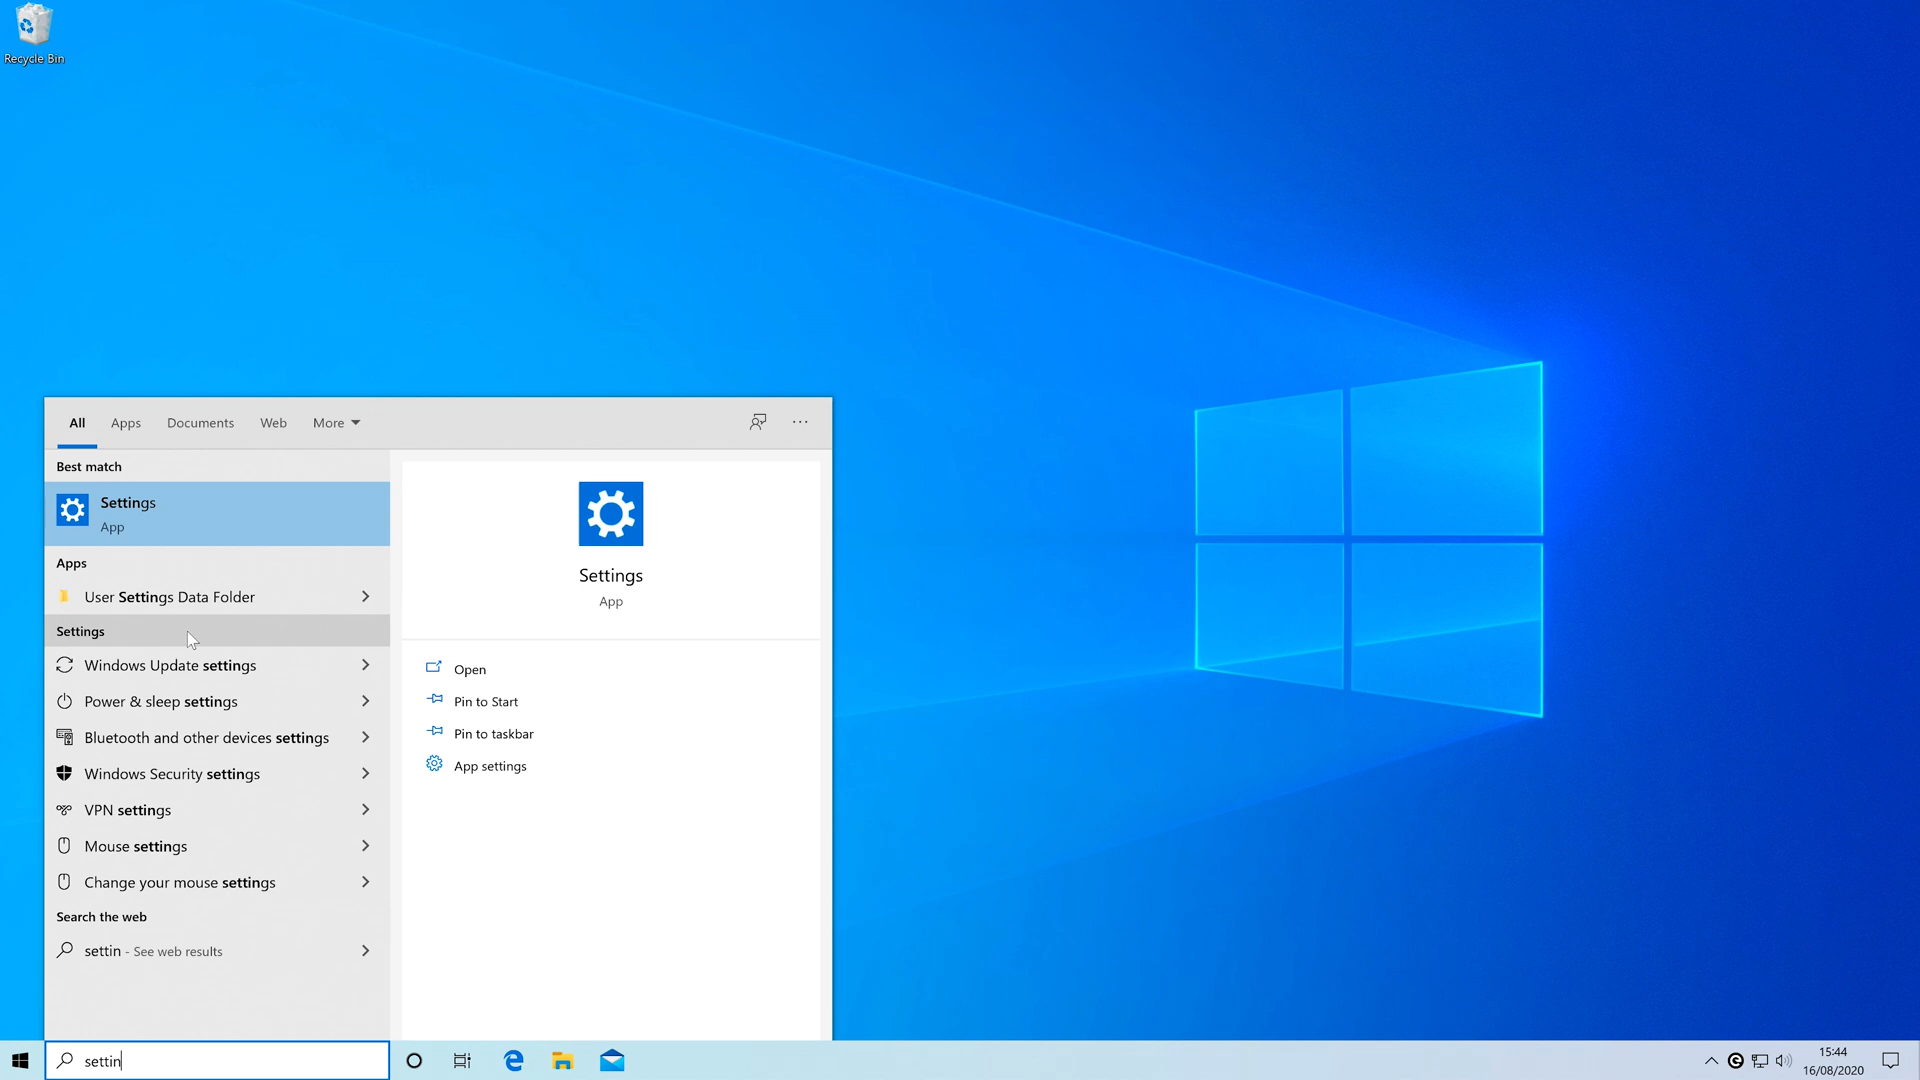 Recycle Bin
All Apps Documents Web More
Best match
Settings
App
Apps
User Settings Data Folder
Settings
Windows Update settings
Power & sleep settings
Bluetooth and other devices settings
Windows Security settings
VPN settings
Mouse settings
Change your mouse settings
Search the web
settin - See web results
Settings
App
Open
Pin to Start
Pin to taskbar
App settings
settin
15:44
16/08/2020